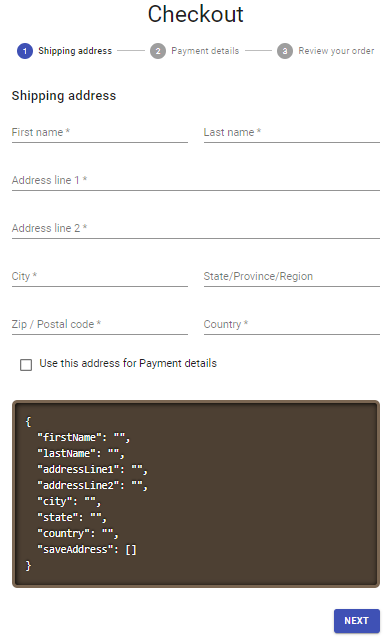 Checkout
1 Shipping address 2 Payment details 3 Review your order
Shipping address
First name * Last name *
Address line 1 *
Address line 2 *
City * State/Province/Region
Zip / Postal code * Country *
Use this address for Payment details
{
  "firstName": "",
  "lastName": "",
  "addressLine1": "",
  "addressLine2": "",
  "city": "",
  "state": "",
  "country": "",
  "saveAddress": []
}
NEXT